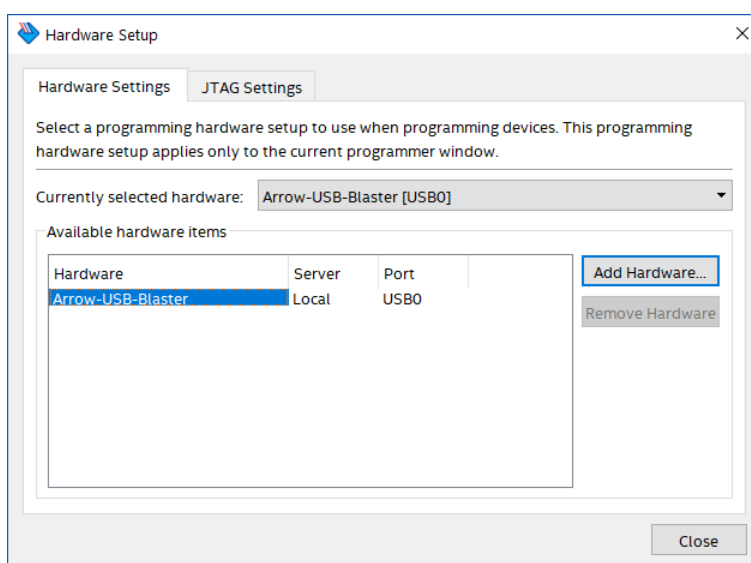 Hardware Setup
Hardware Settings
JTAG Settings
Select a programming hardware setup to use when programming devices. This programming
hardware setup applies only to the current programmer window.
Currently selected hardware: Arrow-USB-Blaster [USB0]
Available hardware items
Hardware Server Port
Arrow-USB-Blaster Local USB0
Add Hardware...
Remove Hardware
Close